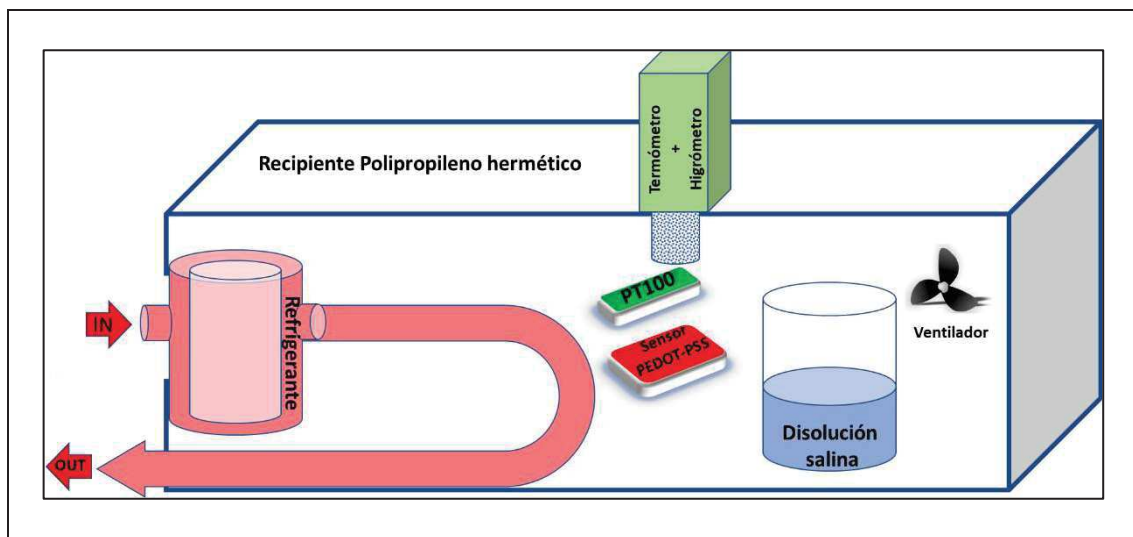 Termómetro
+
Higrómetro
Recipiente Polipropileno hermético
PT100
IN
Refrigerante
Sensor
PEDOT-PSS
Ventilador
Disolución
salina
OUT